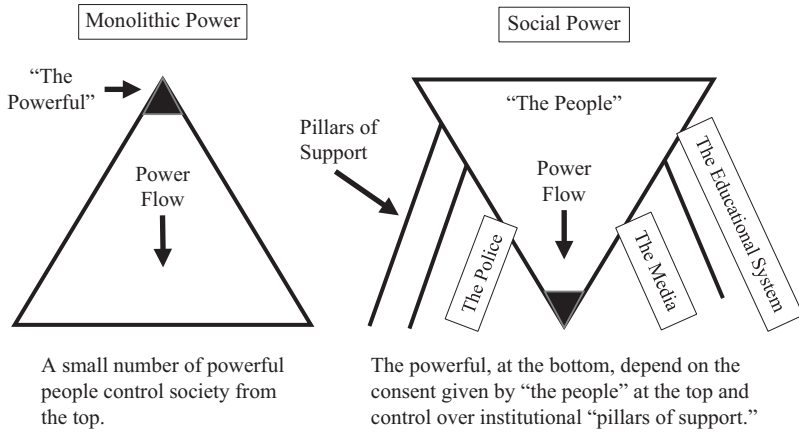 Monolithic Power
“The
Powerful”
Power
Flow
A small number of powerful
people control society from
the top.
Social Power
“The People”
Pillars of
Support
Power
Flow
The Police
The Media
The Educational System
The powerful, at the bottom, depend on the
consent given by “the people” at the top and
control over institutional “pillars of support.”